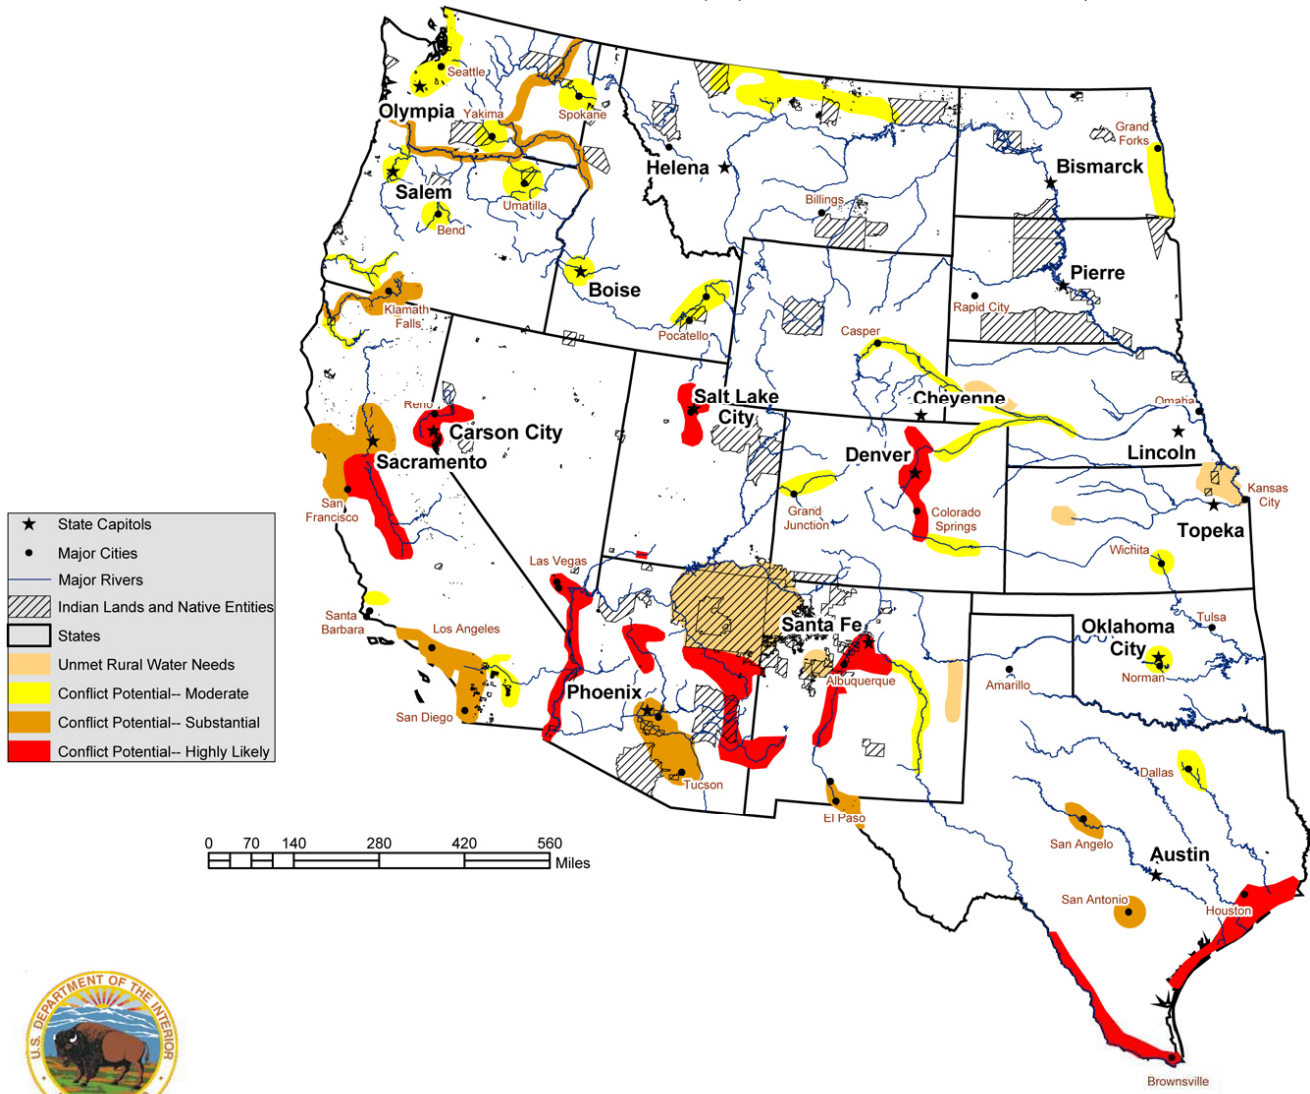 Seattle
Olympia
Yakima
Spokane
Grand
Forks
Helena
Bismarck
Salem
Umatilla
Billings
Bend
Boise
Pierre
Klamath
Falls
Rapid City
Pocatello
Casper
Reno
Salt Lake
City
Cheyenne
Omaha
Carson City
Denver
Lincoln
Sacramento
San
Francisco
Grand
Junction
Colorado
Springs
Kansas
City
Topeka
State Capitols
Major Cities
Major Rivers
Indian Lands and Native Entities
States
Unmet Rural Water Needs
Conflict Potential-- Moderate
Conflict Potential-- Substantial
Conflict Potential-- Highly Likely
Las Vegas
Wichita
Santa
Barbara
Los Angeles
Santa Fe
Oklahoma
City
Tulsa
Phoenix
Albuquerque
Amarillo
Norman
San Diego
Tucson
Dallas
El Paso
San Angelo
Austin
0 70 140 280 420 560
Miles
San Antonio
Houston
Brownsville
U.S. DEPARTMENT OF THE INTERIOR